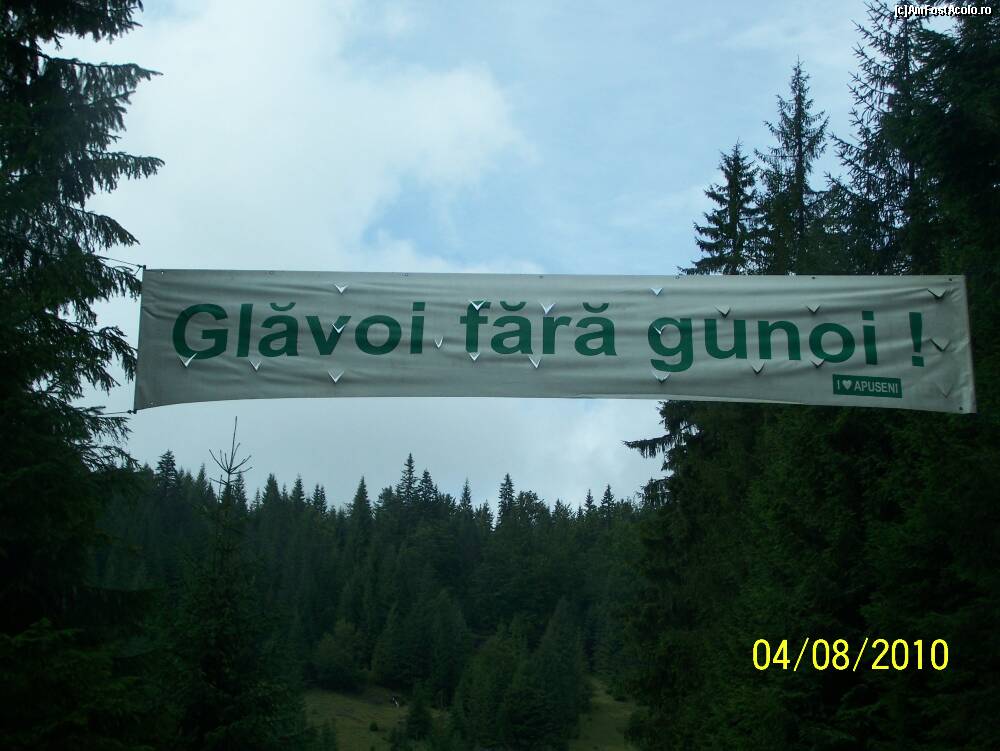 (c)AmFostAcolo.ro
Glăvoi fără gunoi !
I ♥ APUSENI
04/08/2010